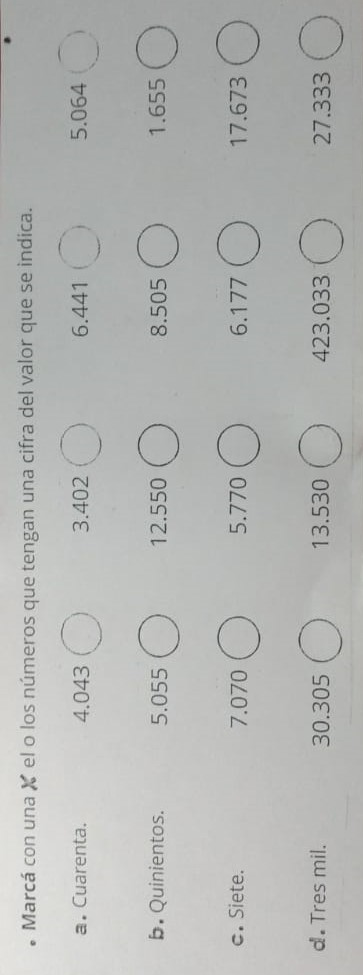 • Marcá con una X el o los números que tengan una cifra del valor que se indica.
a. Cuarenta. 4.043 3.402 6.441 5.064
b. Quinientos. 5.055 12.550 8.505 1.655
c. Siete. 7.070 5.770 6.177 17.673
d. Tres mil. 30.305 13.530 423.033 27.333